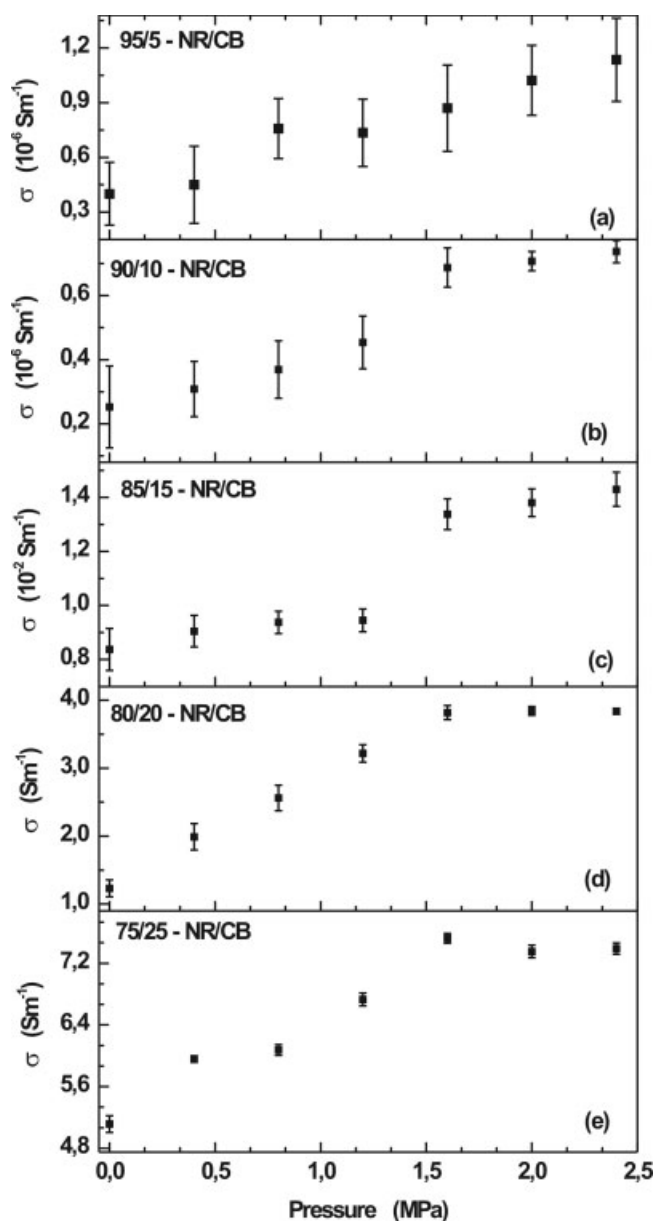 95/5 - NR/CB
1,2
0,9
0,6
0,3
σ (10⁻⁶ Sm⁻¹)
(a)
90/10 - NR/CB
0,6
0,4
0,2
σ (10⁻⁶ Sm⁻¹)
(b)
85/15 - NR/CB
1,4
1,2
1,0
0,8
σ (10⁻² Sm⁻¹)
(c)
80/20 - NR/CB
4,0
3,0
2,0
1,0
σ (Sm⁻¹)
(d)
75/25 - NR/CB
7,2
6,4
5,6
4,8
σ (Sm⁻¹)
(e)
0,0 0,5 1,0 1,5 2,0 2,5
Pressure (MPa)